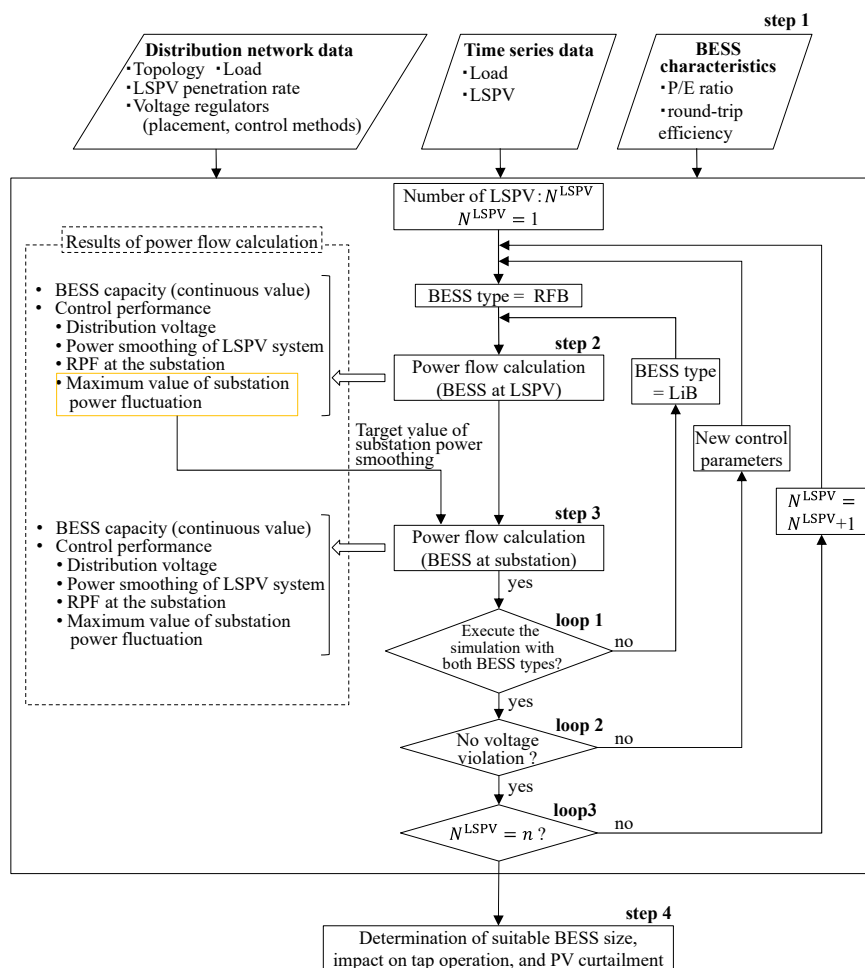 step 1
Distribution network data
・Topology ・Load
・LSPV penetration rate
・Voltage regulators
(placement, control methods)
Time series data
・Load
・LSPV
BESS
characteristics
・P/E ratio
・round-trip
efficiency
Number of LSPV : N^LSPV
N^LSPV = 1
Results of power flow calculation
• BESS capacity (continuous value)
• Control performance
• Distribution voltage
• Power smoothing of LSPV system
• RPF at the substation
• Maximum value of substation
power fluctuation
BESS type = RFB
step 2
Power flow calculation
(BESS at LSPV)
BESS type
= LiB
New control
parameters
N^LSPV =
N^LSPV+1
Target value of
substation power
smoothing
step 3
Power flow calculation
(BESS at substation)
• BESS capacity (continuous value)
• Control performance
• Distribution voltage
• Power smoothing of LSPV system
• RPF at the substation
• Maximum value of substation
power fluctuation
yes
loop 1
Execute the
simulation with
both BESS types?
no
yes
loop 2
No voltage
violation ?
no
yes
loop3
N^LSPV = n ?
no
step 4
Determination of suitable BESS size,
impact on tap operation, and PV curtailment